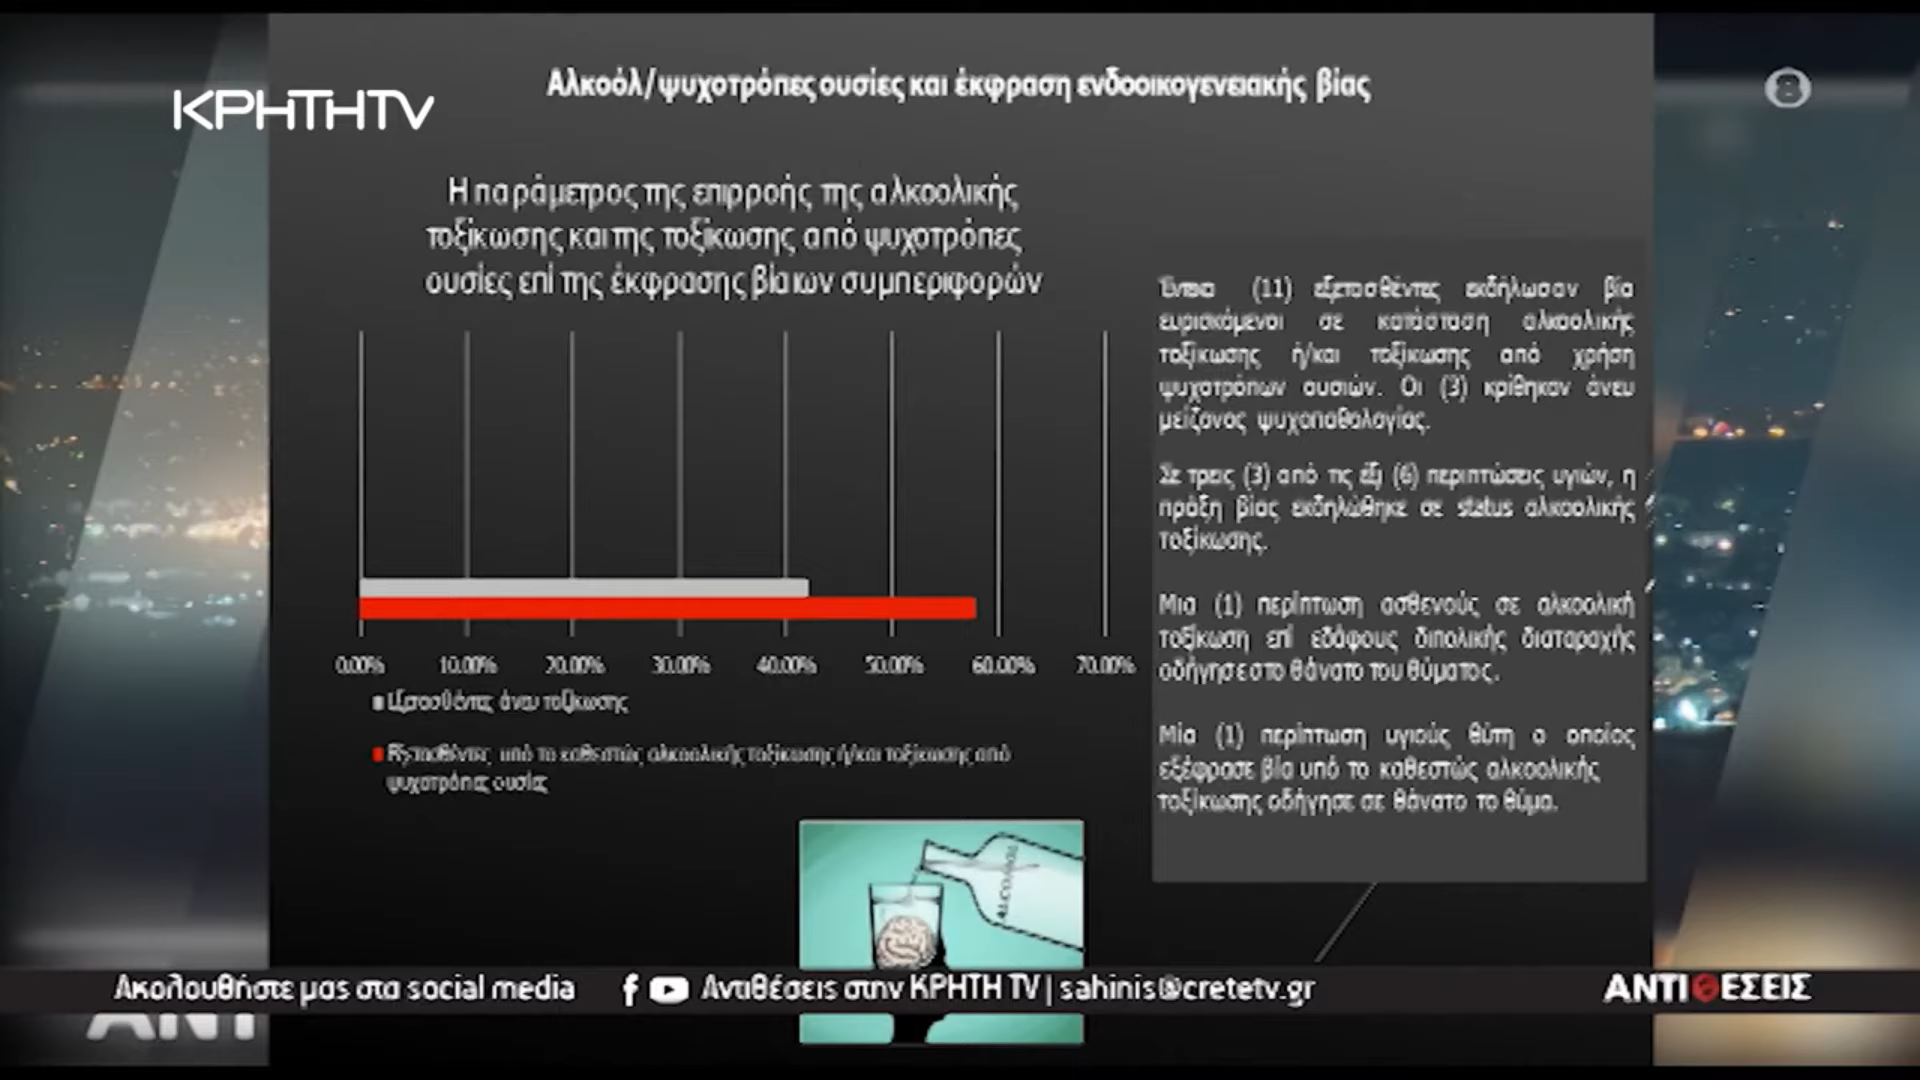 ΚΡΗΤΗTV
8
Αλκοόλ/ψυχοτρόπες ουσίες και έκφραση ενδοοικογενειακής βίας
Η παράμετρος της επιρροής της αλκοολικής
τοξίκωσης και της τοξίκωσης από ψυχοτρόπες
ουσίες επί της έκφρασης βίαιων συμπεριφορών
0.00% 10.00% 20.00% 30.00% 40.00% 50.00% 60.00% 70.00%
Εξετασθέντες άνευ τοξίκωσης
Εξετασθέντες υπό το καθεστώς αλκοολικής τοξίκωσης ή/και τοξίκωσης από
ψυχοτρόπες ουσίες
Έντεκα (11) εξετασθέντες εκδήλωσαν βία
ευρισκόμενοι σε κατάσταση αλκοολικής
τοξίκωσης ή/και τοξίκωσης από χρήση
ψυχοτρόπων ουσιών. Οι (3) κρίθηκαν άνευ
μείζονος ψυχοπαθολογίας.
Σε τρεις (3) από τις έξι (6) περιπτώσεις υγιών, η
πράξη βίας εκδηλώθηκε σε status αλκοολικής
τοξίκωσης.
Μια (1) περίπτωση ασθενούς σε αλκοολική
τοξίκωση επί εδάφους διπολικής διαταραχής
οδήγησε στο θάνατο του θύματος.
Μία (1) περίπτωση υγιούς θύτη ο οποίος
εξέφρασε βία υπό το καθεστώς αλκοολικής
τοξίκωσης οδήγησε σε θάνατο το θύμα.
ALCOHOL
Ακολουθήστε μας στα social media
Αντιθέσεις στην ΚΡΗΤΗ TV | sahinis@cretetv.gr
ΑΝΤΙΘΕΣΕΙΣ
ΑΝΤ